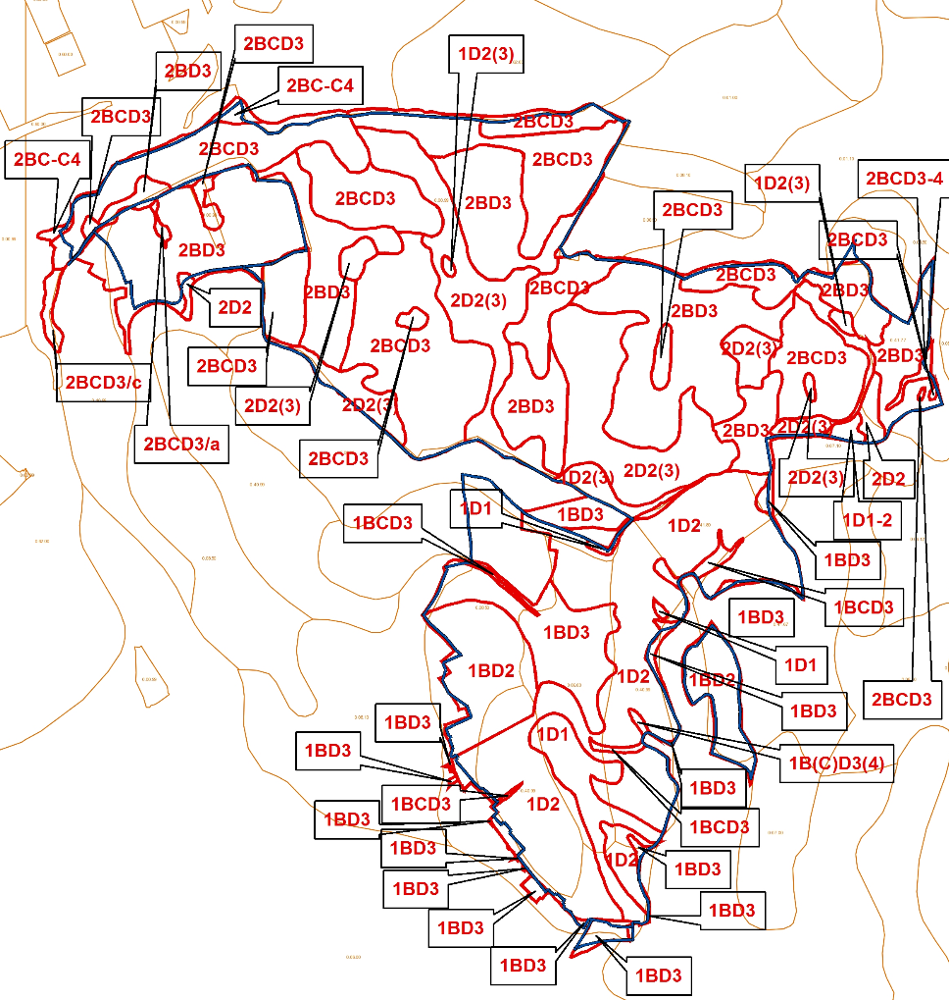 2BCD3
1D2(3)
2BD3
2BC-C4
2BCD3
2BCD3
2BC-C4
2BCD3
2BCD3
1D2(3)
2BCD3-4
2BCD3
2BD3
2BCD3
2BCD3
2BD3
2BCD3
2BD3
2D2(3)
2BCD3
2BD3
2D2
2BD3
2BCD3
2D2(3)
2BCD3
2BD3
2BCD3
2BCD3/c
2D2(3)
2D2(3)
2BD3
2BD3
2D2(3)
2BCD3/a
2BCD3
2D2(3)
2D2(3)
2D2(3)
2D2
1D1
1BD3
1BCD3
1D2
1D1-2
1BD3
1BCD3
1BD3
1BD3
1D1
1BD2
1D2
1BD2
1BD3
1BD3
1D1
1BD3
1B(C)D3(4)
2BCD3
1BD3
1BCD3
1D2
1BD3
1BCD3
1BD3
1D2
1BD3
1BD3
1BD3
1BD3
1BD3
1BD3